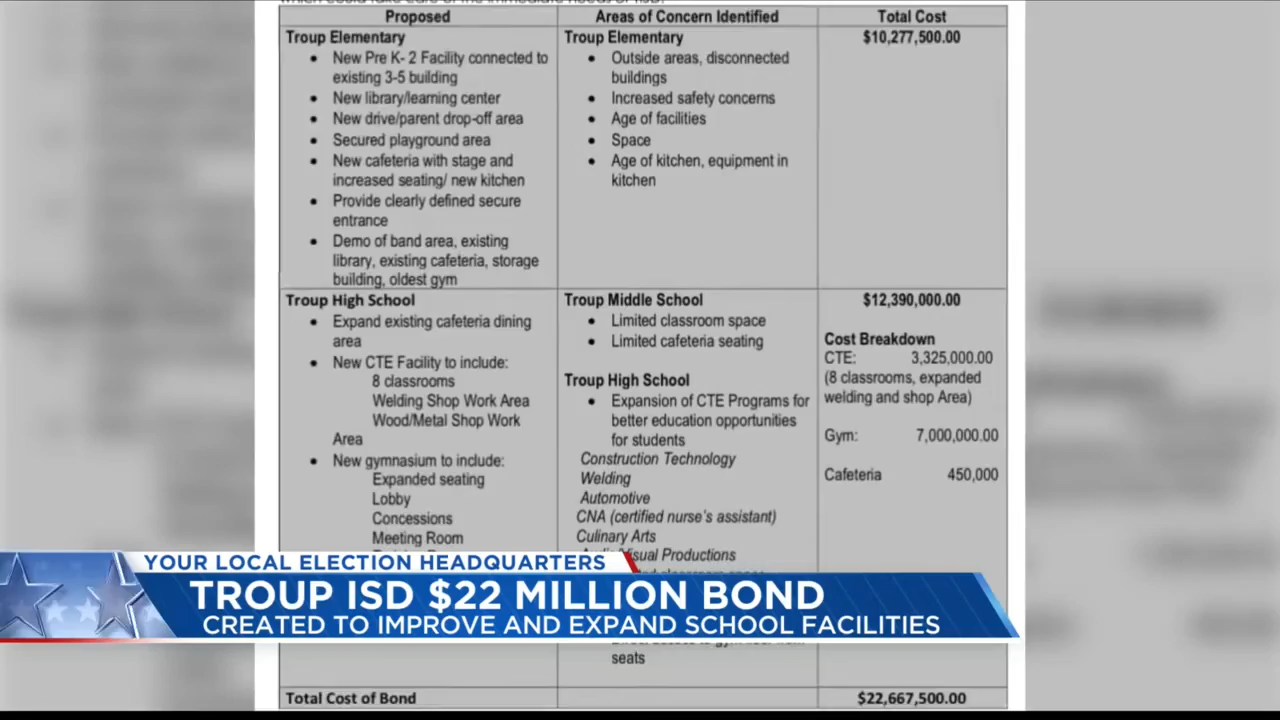 Proposed
Areas of Concern Identified
Total Cost
Troup Elementary
New Pre K- 2 Facility connected to
existing 3-5 building
New library/learning center
New drive/parent drop-off area
Secured playground area
New cafeteria with stage and
increased seating/ new kitchen
Provide clearly defined secure
entrance
Demo of band area, existing
library, existing cafeteria, storage
building, oldest gym
Troup Elementary
Outside areas, disconnected
buildings
Increased safety concerns
Age of facilities
Space
Age of kitchen, equipment in
kitchen
$10,277,500.00
Troup High School
Expand existing cafeteria dining
area
New CTE Facility to include:
8 classrooms
Welding Shop Work Area
Wood/Metal Shop Work
Area
New gymnasium to include:
Expanded seating
Lobby
Concessions
Meeting Room
Troup Middle School
Limited classroom space
Limited cafeteria seating
Troup High School
Expansion of CTE Programs for
better education opportunities
for students
Construction Technology
Welding
Automotive
CNA (certified nurse's assistant)
Culinary Arts
Productions
seats
$12,390,000.00
Cost Breakdown
CTE: 3,325,000.00
(8 classrooms, expanded
welding and shop Area)
Gym: 7,000,000.00
Cafeteria 450,000
Total Cost of Bond
$22,667,500.00
YOUR LOCAL ELECTION HEADQUARTERS
TROUP ISD $22 MILLION BOND
CREATED TO IMPROVE AND EXPAND SCHOOL FACILITIES